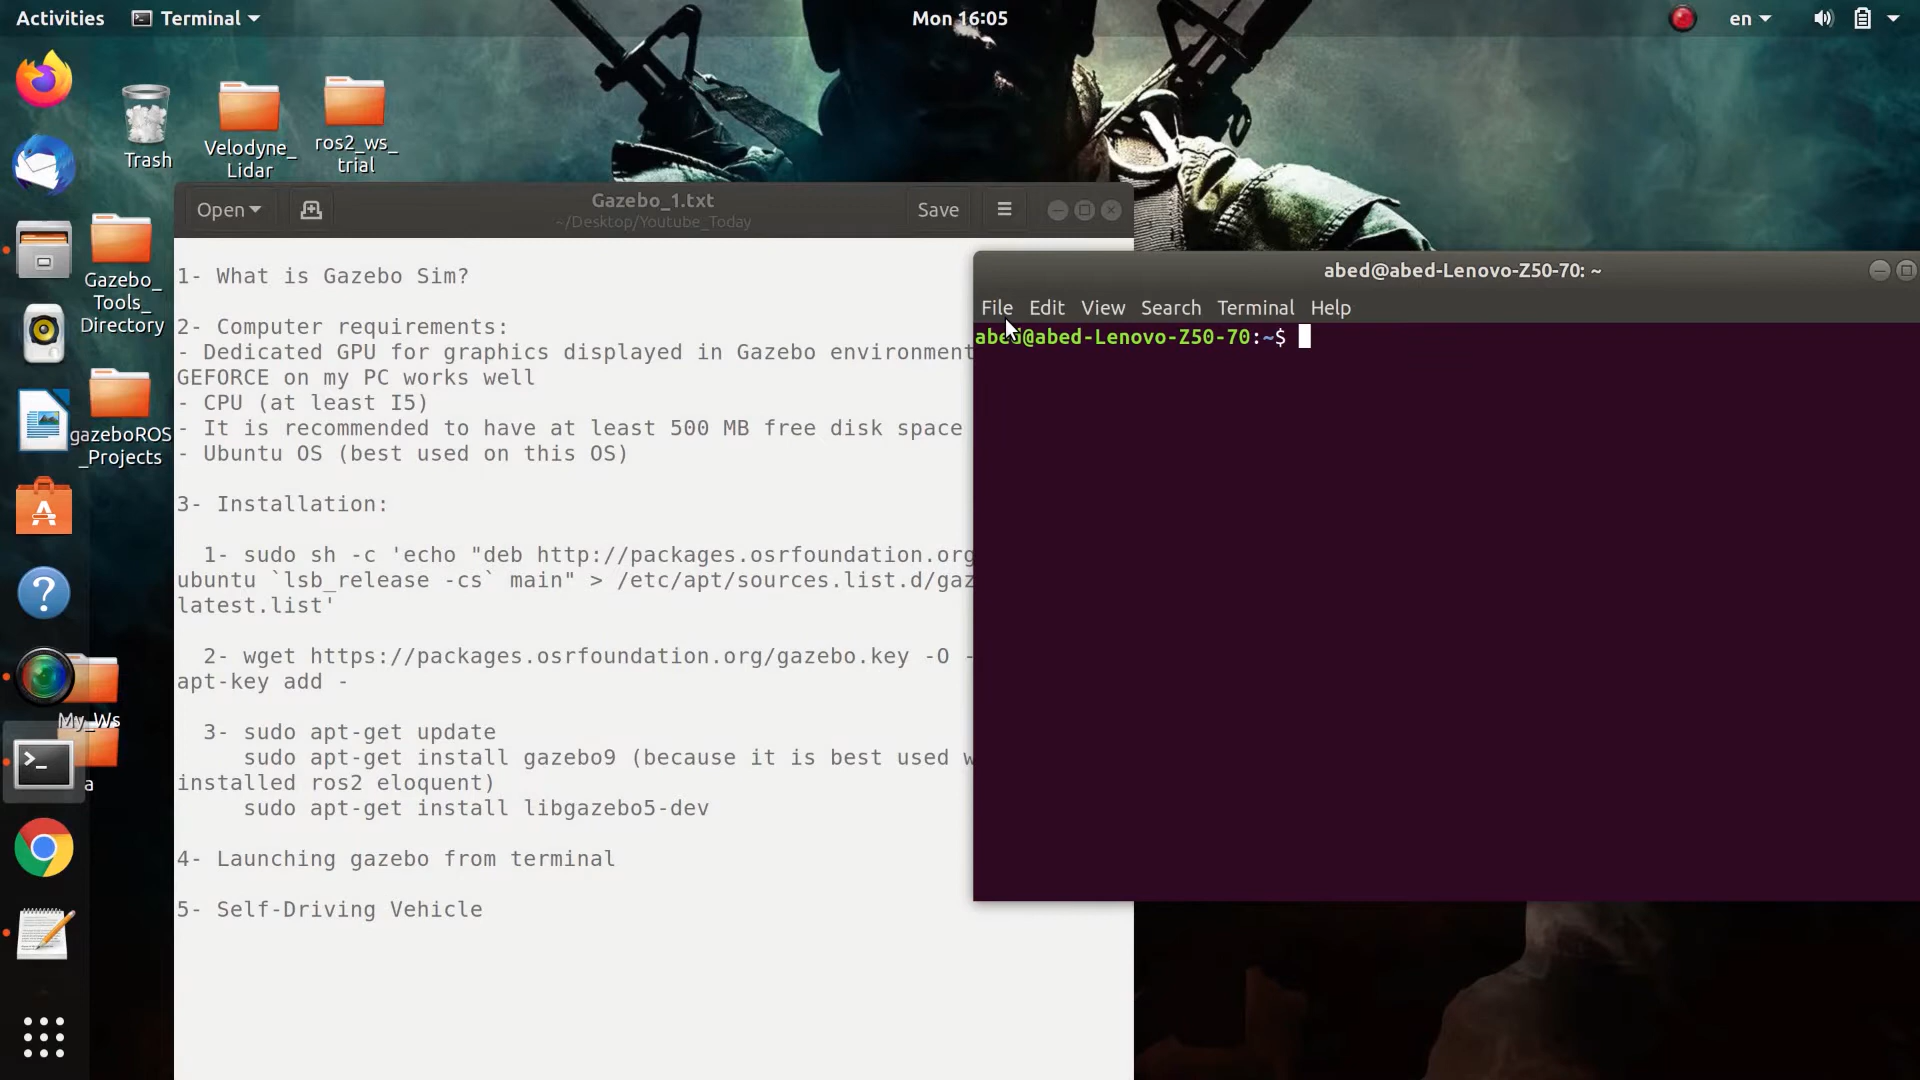 Activities
Terminal
Mon 16:05
en
Trash
Velodyne_
Lidar
ros2_ws_
trial
Gazebo_
Tools_
Directory
gazeboROS
_Projects
My_Ws
a
Open
Gazebo_1.txt
~/Desktop/Youtube_Today
Save
1- What is Gazebo Sim?
2- Computer requirements:
- Dedicated GPU for graphics displayed in Gazebo environment
GEFORCE on my PC works well
- CPU (at least I5)
- It is recommended to have at least 500 MB free disk space
- Ubuntu OS (best used on this OS)
3- Installation:
1- sudo sh -c 'echo "deb http://packages.osrfoundation.org
ubuntu `lsb_release -cs` main" > /etc/apt/sources.list.d/gaz
latest.list'
2- wget https://packages.osrfoundation.org/gazebo.key -O -
apt-key add -
3- sudo apt-get update
sudo apt-get install gazebo9 (because it is best used w
installed ros2 eloquent)
sudo apt-get install libgazebo5-dev
4- Launching gazebo from terminal
5- Self-Driving Vehicle
abed@abed-Lenovo-Z50-70: ~
File Edit View Search Terminal Help
abed@abed-Lenovo-Z50-70:~$